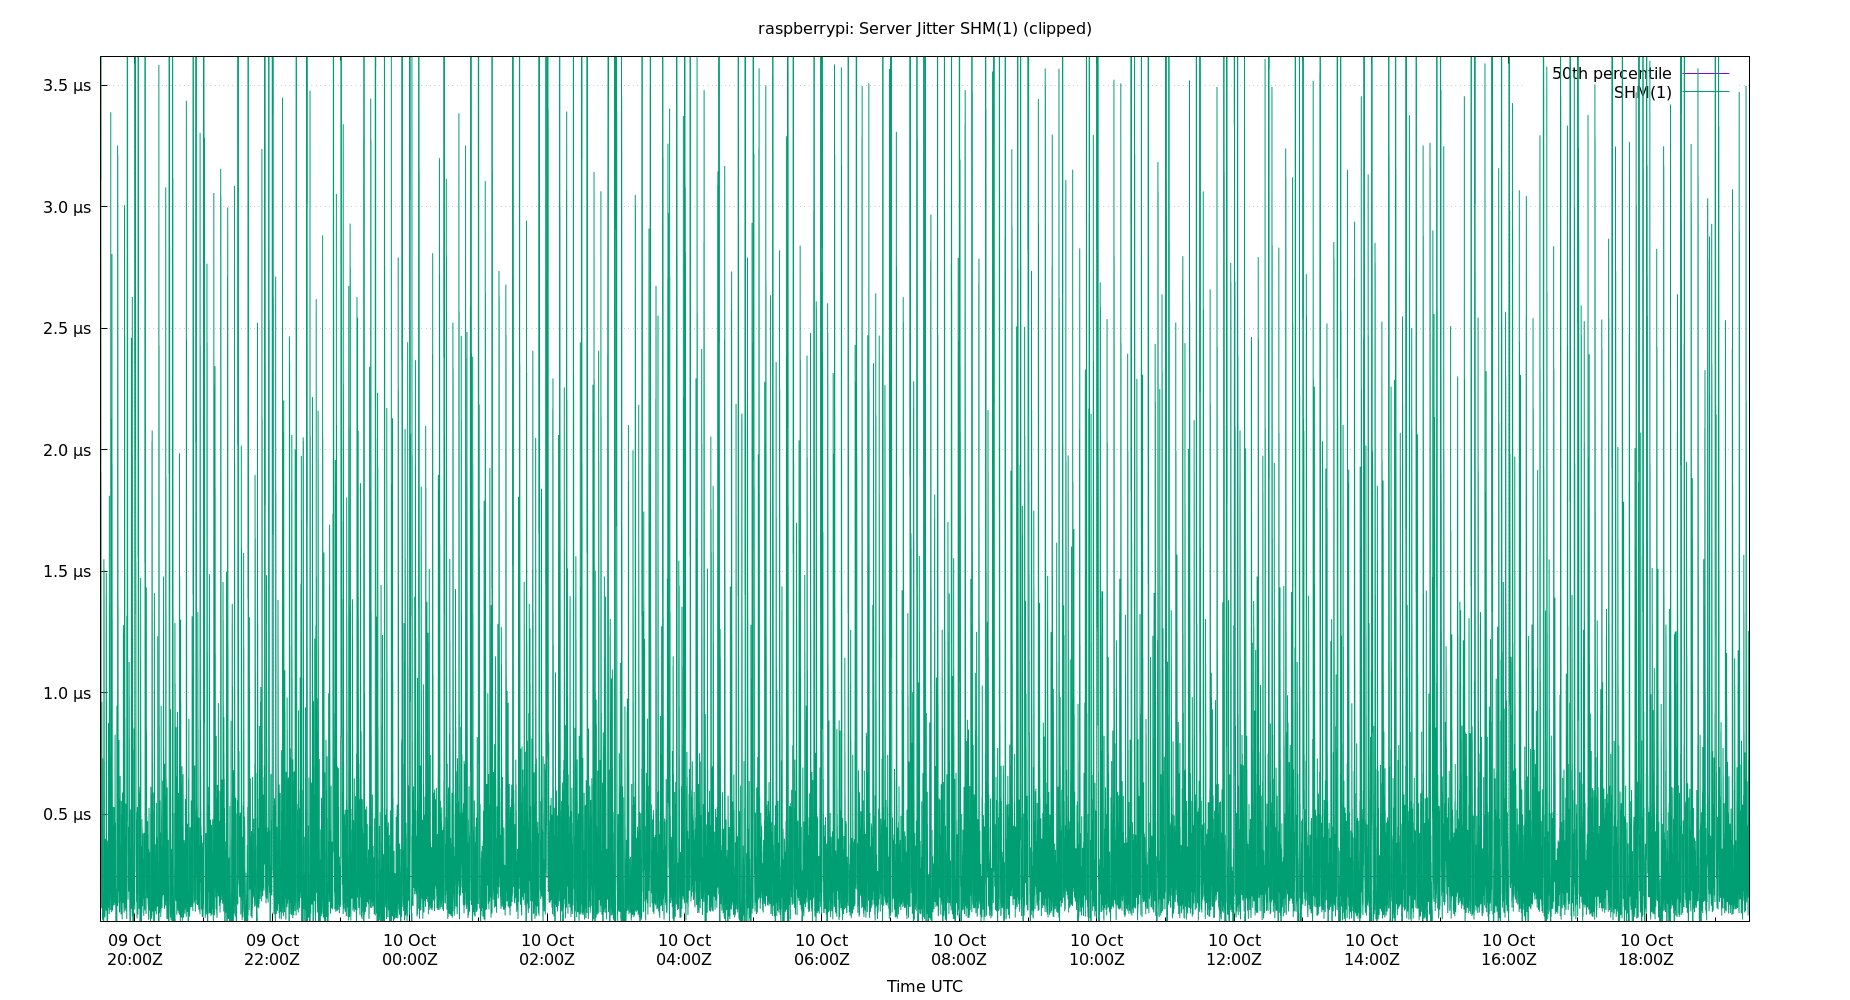 raspberrypi: Server Jitter SHM(1) (clipped)
50th percentile
SHM(1)
3.5 µs
3.0 µs
2.5 µs
2.0 µs
1.5 µs
1.0 µs
0.5 µs
09 Oct 09 Oct 10 Oct 10 Oct 10 Oct 10 Oct 10 Oct 10 Oct 10 Oct 10 Oct 10 Oct 10 Oct
20:00Z 22:00Z 00:00Z 02:00Z 04:00Z 06:00Z 08:00Z 10:00Z 12:00Z 14:00Z 16:00Z 18:00Z
Time UTC